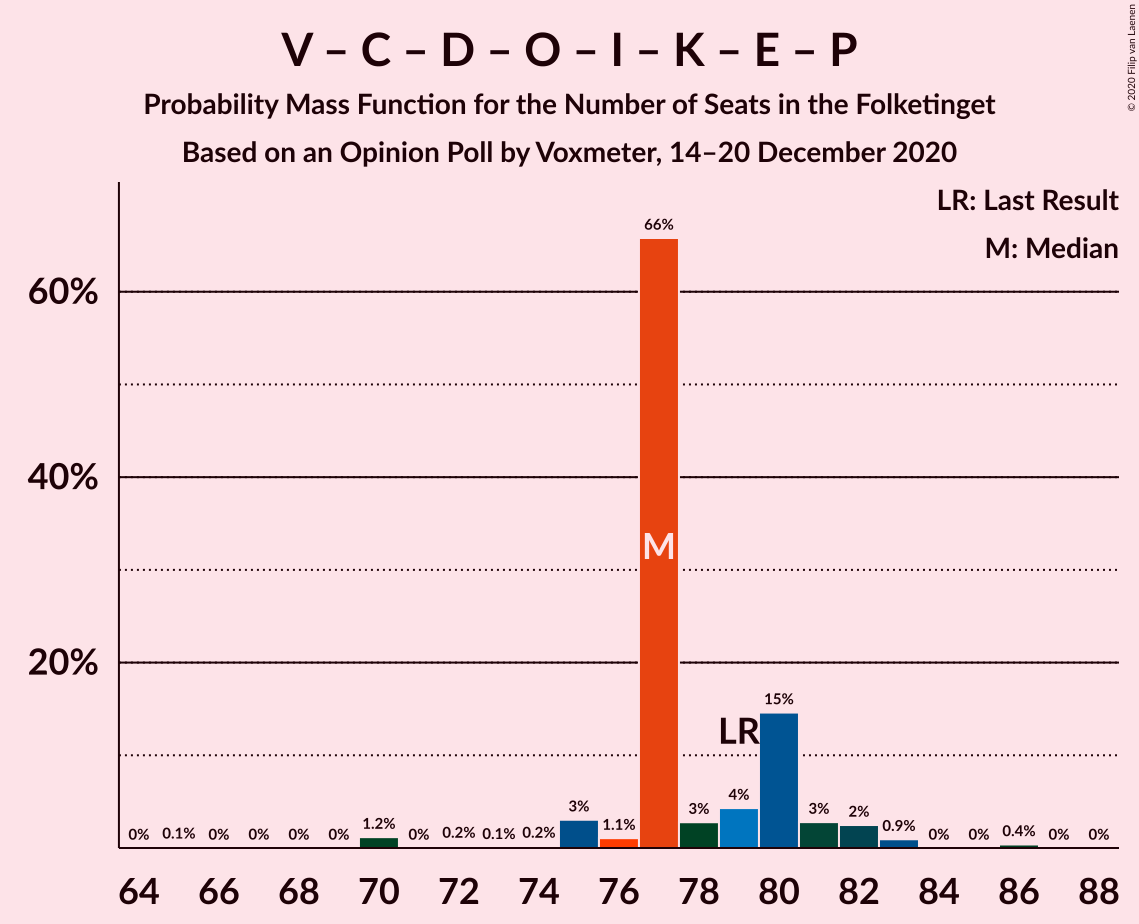 V – C – D – O – I – K – E – P
Probability Mass Function for the Number of Seats in the Folketinget
Based on an Opinion Poll by Voxmeter, 14–20 December 2020
© 2020 Filip van Laenen
LR: Last Result
M: Median
60%
40%
20%
0% 0.1% 0% 0% 0% 0% 1.2% 0% 0.2% 0.1% 0.2% 3% 1.1% 66% 3% 4% 15% 3% 2% 0.9% 0% 0% 0.4% 0% 0%
M
LR
64 66 68 70 72 74 76 78 80 82 84 86 88